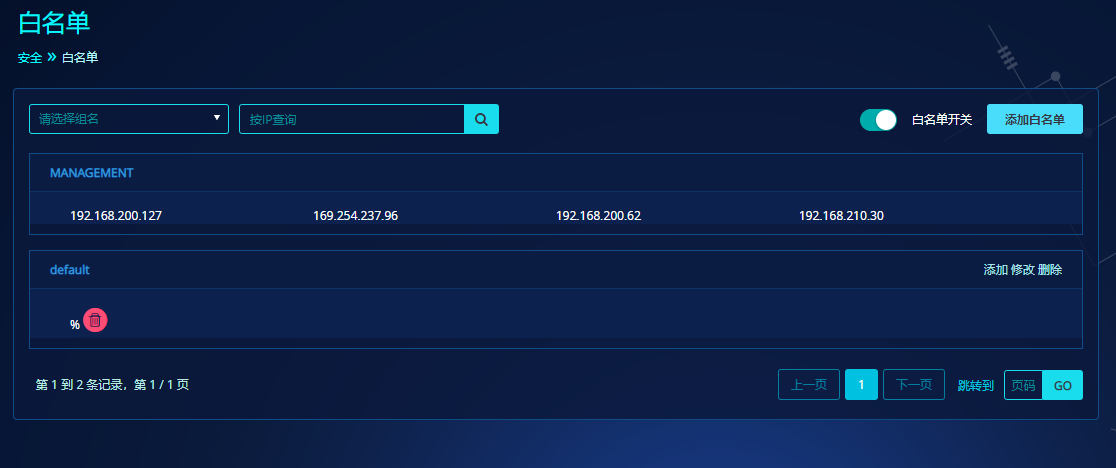 白名单
安全 » 白名单
请选择组名 按IP查询 白名单开关 添加白名单
MANAGEMENT
192.168.200.127 169.254.237.96 192.168.200.62 192.168.210.30
default 添加 修改 删除
%
第 1 到 2 条记录，第 1 / 1 页 上一页 1 下一页 跳转到 页码 GO